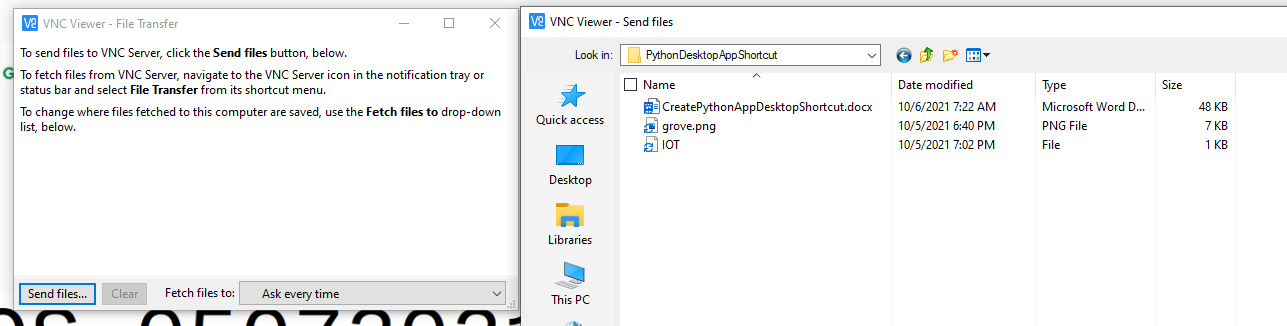 VNC Viewer - File Transfer
To send files to VNC Server, click the Send files button, below.
To fetch files from VNC Server, navigate to the VNC Server icon in the notification tray or
status bar and select File Transfer from its shortcut menu.
To change where files fetched to this computer are saved, use the Fetch files to drop-down
list, below.
Send files...
Clear
Fetch files to:
Ask every time
VNC Viewer - Send files
Look in:
PythonDesktopAppShortcut
Quick access
Desktop
Libraries
This PC
Name Date modified Type Size
CreatePythonAppDesktopShortcut.docx 10/6/2021 7:22 AM Microsoft Word D... 48 KB
grove.png 10/5/2021 6:40 PM PNG File 7 KB
IOT 10/5/2021 7:02 PM File 1 KB